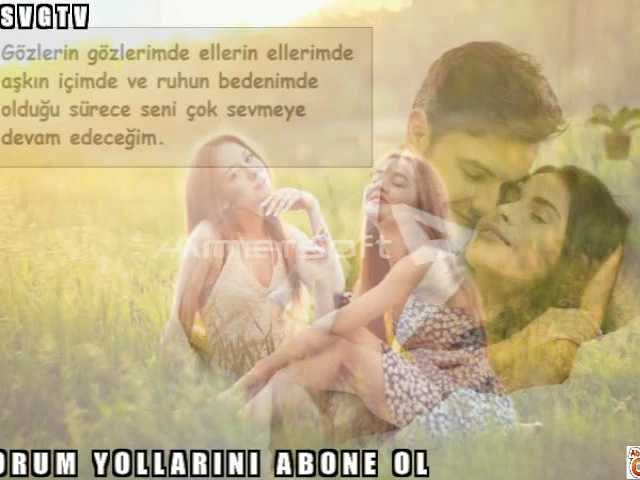 SVGTV
Gözlerin gözlerimde ellerin ellerimde
aşkın içimde ve ruhun bedenimde
olduğu sürece seni çok sevmeye
devam edeceğim.
Aimersoft
ORUM YOLLARINI ABONE OL